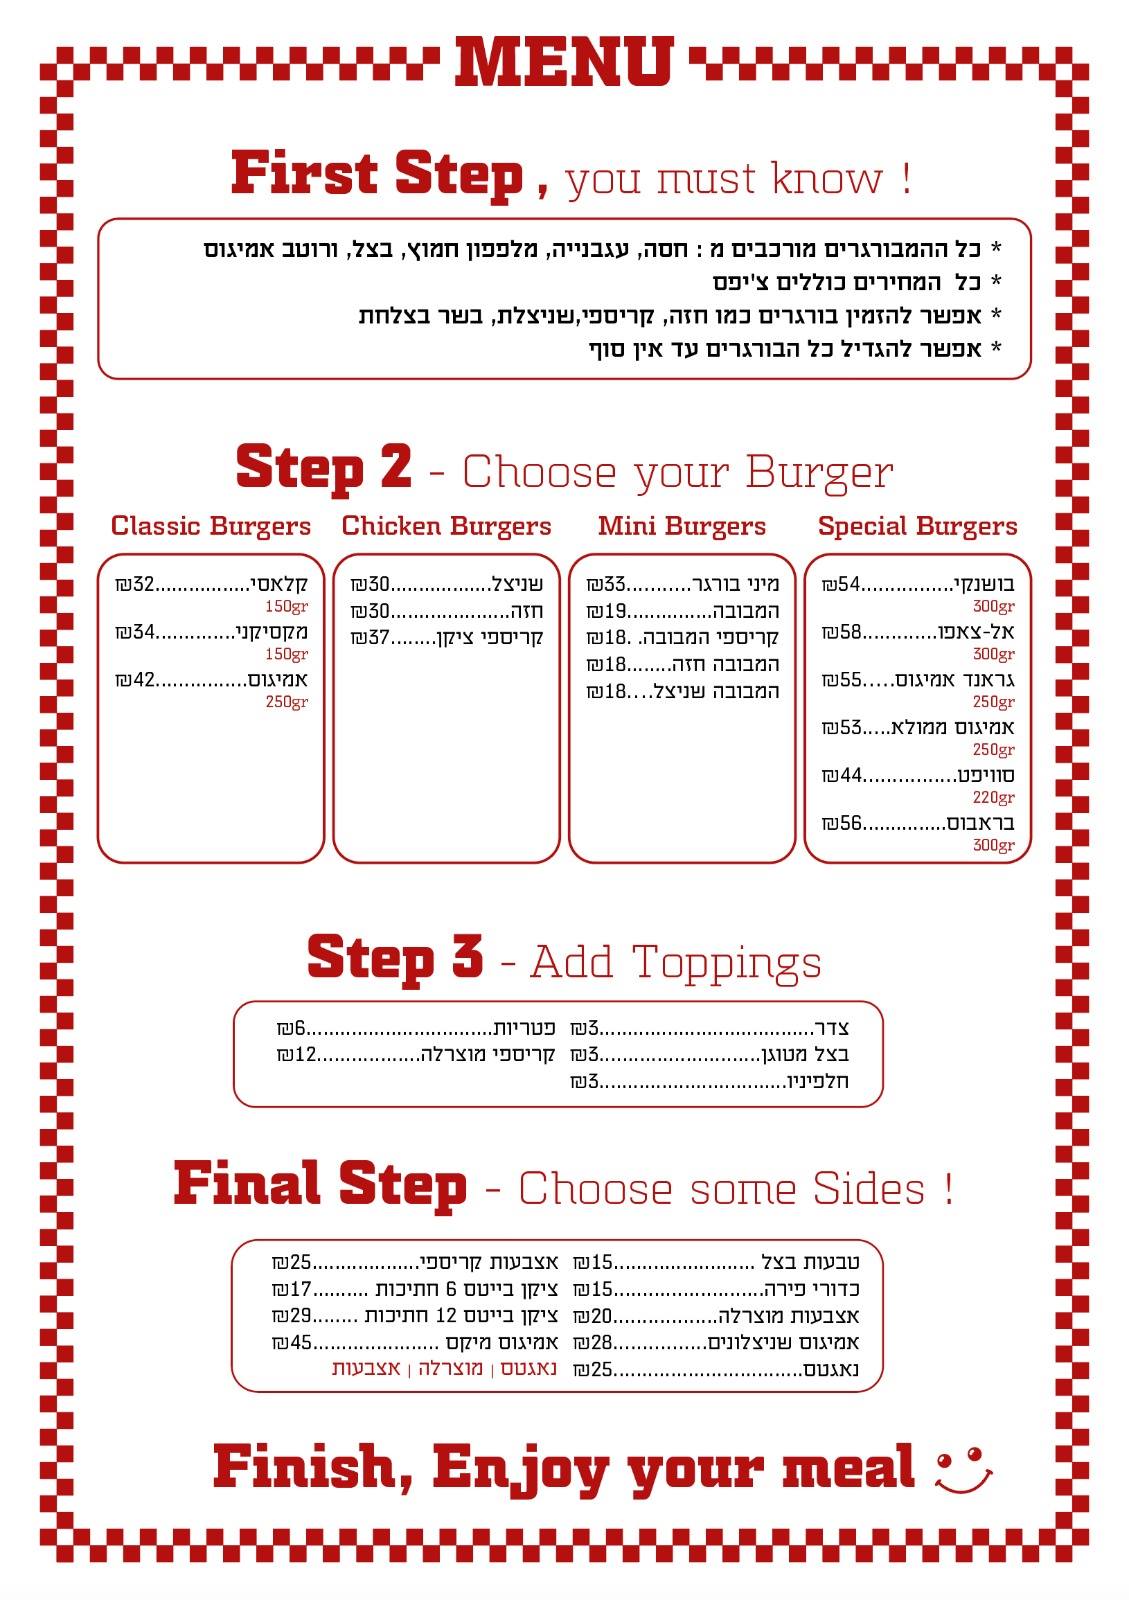 MENU
First Step , you must know !
* כל ההמבורגרים מורכבים מ : חסה, עגבנייה, מלפפון חמוץ, בצל, ורוטב אמיגוס
* כל המחירים כוללים צ'יפס
* אפשר להזמין בורגרים כמו חזה, קריספי,שניצלת, בשר בצלחת
* אפשר להגדיל כל הבורגרים עד אין סוף
Step 2 - Choose your Burger
Classic Burgers
קלאסי................32₪
150gr
מקסיקני..............34₪
150gr
אמיגוס................42₪
250gr
Chicken Burgers
שניצל..................30₪
חזה.....................30₪
קריספי ציקן........37₪
Mini Burgers
מיני בורגר...........33₪
המבובה...............19₪
קריספי המבובה. .18₪
המבובה חזה........18₪
המבובה שניצל....18₪
Special Burgers
בושנקי................54₪
300gr
אל-צאפו.............58₪
300gr
גראנד אמיגוס.....55₪
250gr
אמיגוס ממולא.....53₪
250gr
סוויפט................44₪
220gr
בראבוס...............56₪
300gr
Step 3 - Add Toppings
צדר.....................................3₪
בצל מטוגן............................3₪
חלפיניו................................3₪
פטריות................................6₪
קריספי מוצרלה..................12₪
Final Step - Choose some Sides !
טבעות בצל ........................15₪
כדורי פירה..........................15₪
אצבעות מוצרלה..................20₪
אמיגוס שניצלונים................28₪
נאגטס................................25₪
אצבעות קריספי..................25₪
ציקן בייטס 6 חתיכות ..........17₪
ציקן בייטס 12 חתיכות ........29₪
אמיגוס מיקס ......................45₪
נאגטס | מוצרלה | אצבעות
Finish, Enjoy your meal